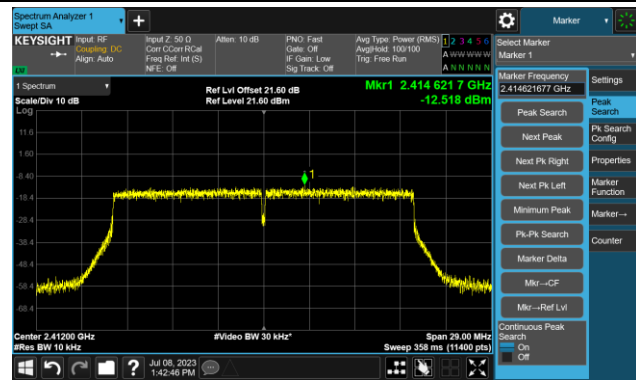 Spectrum Analyzer 1
Swept SA
Marker
KEYSIGHT
Input: RF
Coupling: DC
Align: Auto
Input Z: 50 Ω
Corr CCorr RCal
Freq Ref: Int (S)
NFE: Off
Atten: 10 dB
PNO: Fast
Gate: Off
IF Gain: Low
Sig Track: Off
Avg Type: Power (RMS)
Avg|Hold: 100/100
Trig: Free Run
1 2 3 4 5 6
A W W W W W
A N N N N N
LW
Select Marker
Marker 1
1 Spectrum
Scale/Div 10 dB
Log
Ref Lvl Offset 21.60 dB
Ref Level 21.60 dBm
Mkr1 2.414 621 7 GHz
-12.518 dBm
11.6
1.60
-8.40
-18.4
-28.4
-38.4
-48.4
-58.4
-68.4
1
Center 2.41200 GHz
#Res BW 10 kHz
#Video BW 30 kHz*
Span 29.00 MHz
Sweep 358 ms (11400 pts)
Marker Frequency
2.414621677 GHz
Peak Search
Next Peak
Next Pk Right
Next Pk Left
Minimum Peak
Pk-Pk Search
Marker Delta
Mkr→CF
Mkr→Ref Lvl
Continuous Peak
Search
On
Off
Settings
Peak
Search
Pk Search
Config
Properties
Marker
Function
Marker→
Counter
Jul 08, 2023
1:42:46 PM